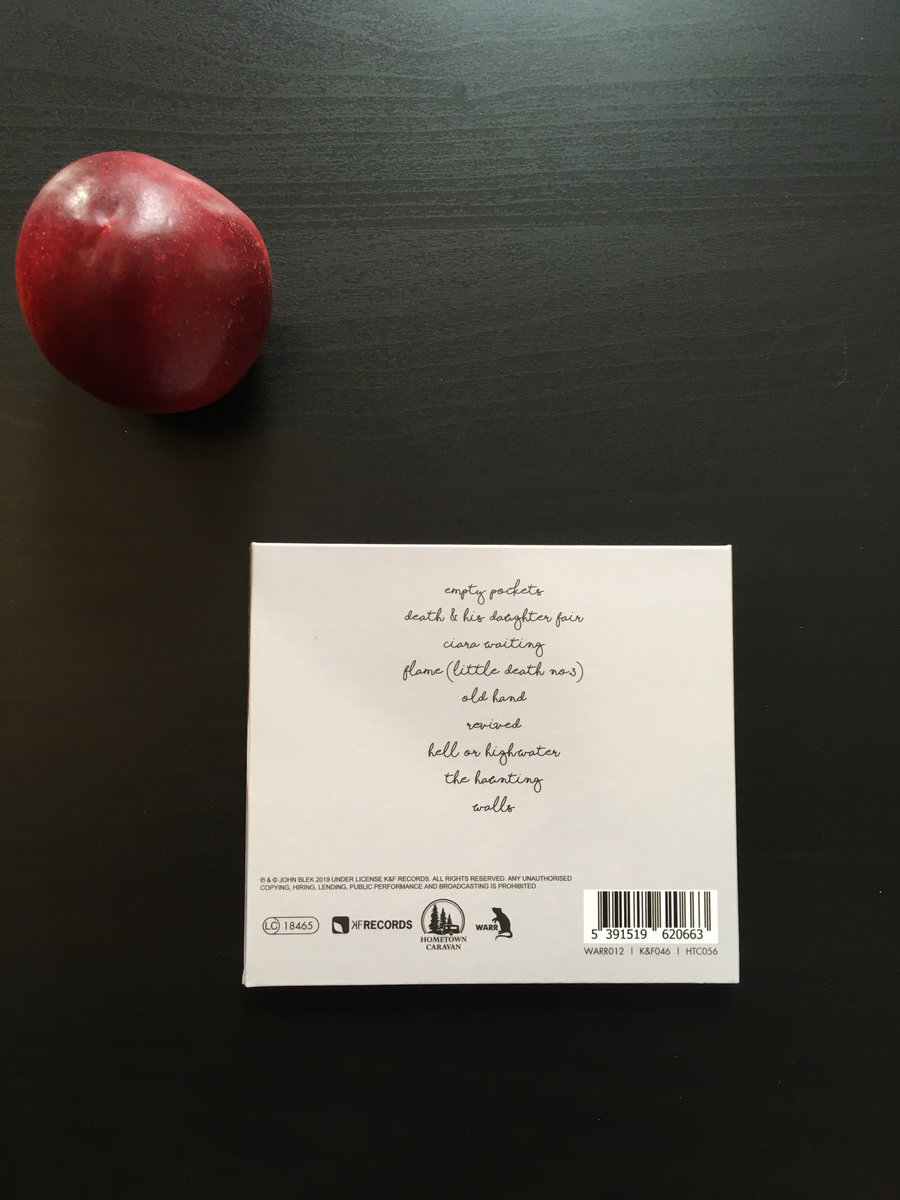 empty pockets
death & his daughter fair
ciara waiting
flame (little death no3)
old hand
revived
hell or highwater
the haunting
walls
℗ & © JOHN BLEK 2019 UNDER LICENSE K&F RECORDS. ALL RIGHTS RESERVED. ANY UNAUTHORISED
COPYING, HIRING, LENDING, PUBLIC PERFORMANCE AND BROADCASTING IS PROHIBITED
LC 18465
KF RECORDS
HOMETOWN
CARAVAN
WARR
5 391519 620663
WARR012 | K&F046 | HTC056